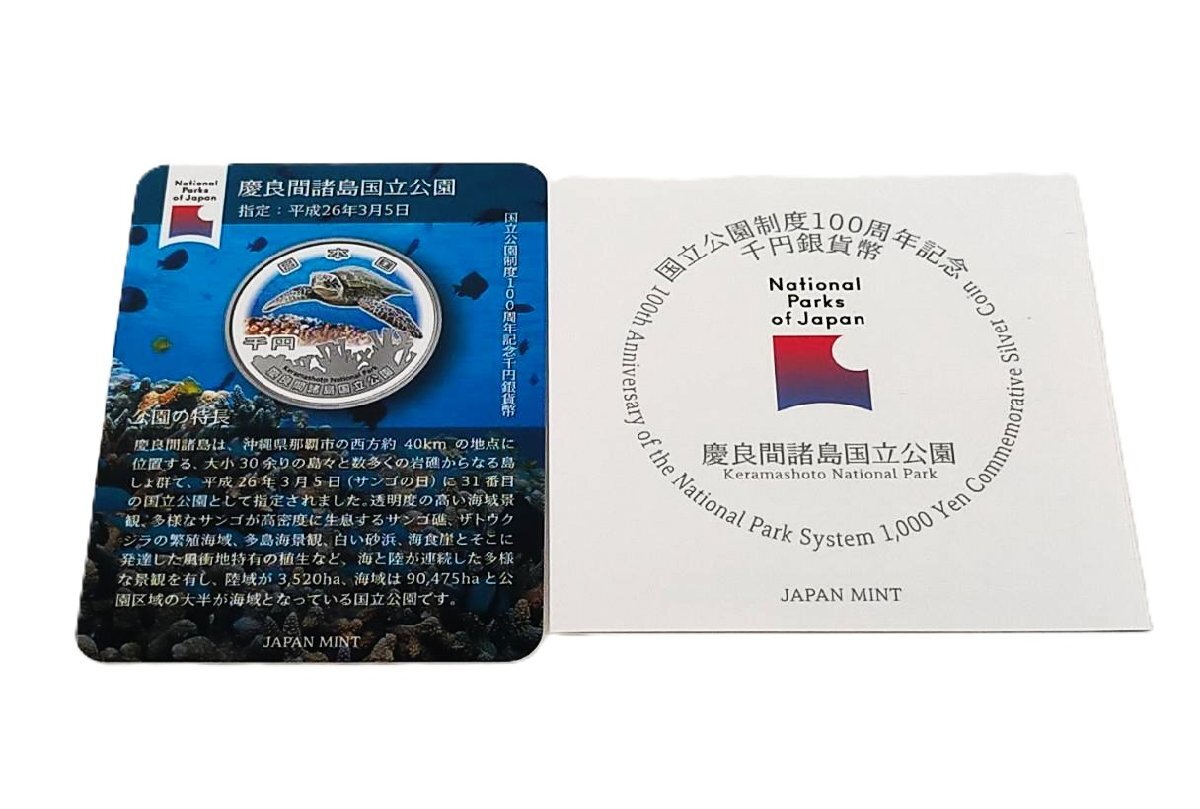 National
Parks
of Japan
慶良間諸島国立公園
指定：平成26年3月5日
国立公園制度100周年記念千円銀貨幣
日本国
千円
Keramashoto National Park
慶良間諸島国立公園
公園の特長
慶良間諸島は、沖縄県那覇市の西方約 40km の地点に
位置する、大小 30 余りの島々と数多くの岩礁からなる島
しょ群で、平成 26 年 3 月 5 日 (サンゴの日) に 31 番目
の国立公園として指定されました。透明度の高い海域景
観、多様なサンゴが高密度に生息するサンゴ礁、ザトウク
ジラの繁殖海域、多島海景観、白い砂浜、海食崖とそこに
発達した風衝地特有の植生など、海と陸が連続した多様
な景観を有し、陸域が 3,520ha、海域は 90,475ha と公
園区域の大半が海域となっている国立公園です。
JAPAN MINT
国立公園制度100周年記念
千円銀貨幣
National
Parks
of Japan
慶良間諸島国立公園
Keramashoto National Park
100th Anniversary of the National Park System 1,000 Yen Commemorative Silver Coin
JAPAN MINT